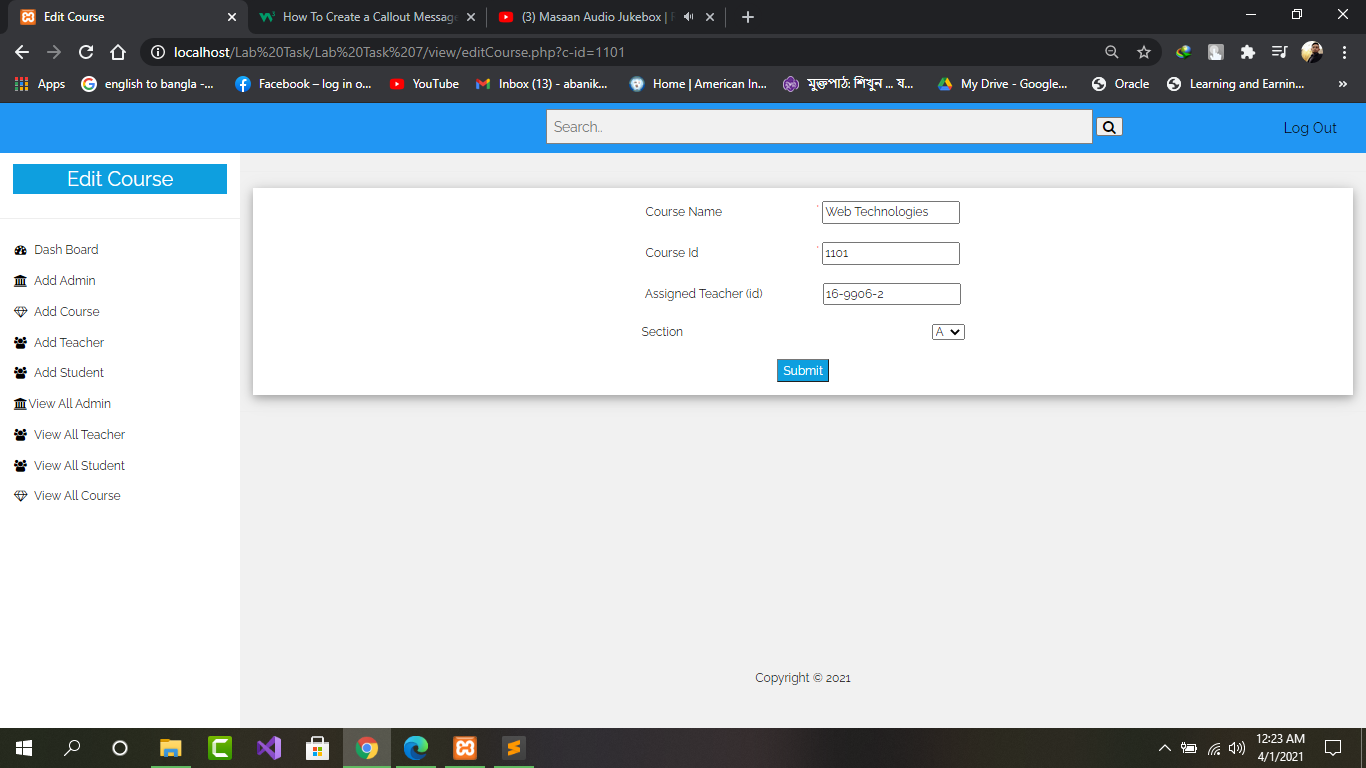 Edit Course
How To Create a Callout Message
(3) Masaan Audio Jukebox |
localhost/Lab%20Task/Lab%20Task%207/view/editCourse.php?c-id=1101
Apps
english to bangla -...
Facebook – log in o...
YouTube
Inbox (13) - abanik...
Home | American In...
মুক্তপাঠ: শিখুন ... য...
My Drive - Google...
Oracle
Learning and Earnin...
»
Search..
Log Out
Edit Course
Dash Board
Add Admin
Add Course
Add Teacher
Add Student
View All Admin
View All Teacher
View All Student
View All Course
Course Name
Web Technologies
Course Id
1101
Assigned Teacher (id)
16-9906-2
Section
A
Submit
Copyright © 2021
12:23 AM
4/1/2021